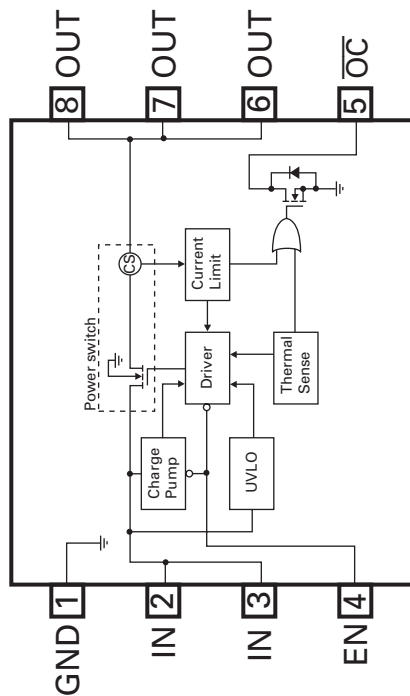 GND 1
IN 2
IN 3
EN 4
8 OUT
7 OUT
6 OUT
5 OC
Power switch
CS
Charge
Pump
Driver
Current
Limit
UVLO
Thermal
Sense